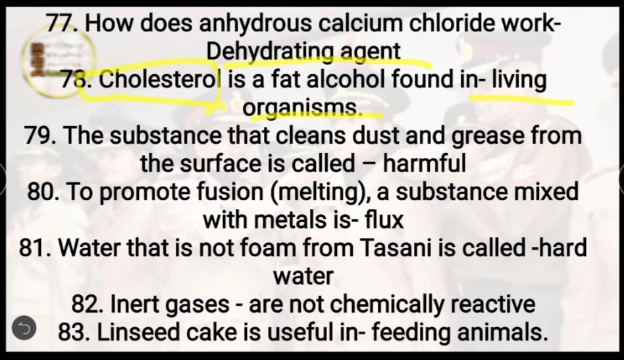 77. How does anhydrous calcium chloride work-
Dehydrating agent
78. Cholesterol is a fat alcohol found in- living
organisms.
79. The substance that cleans dust and grease from
the surface is called – harmful
80. To promote fusion (melting), a substance mixed
with metals is- flux
81. Water that is not foam from Tasani is called -hard
water
82. Inert gases - are not chemically reactive
83. Linseed cake is useful in- feeding animals.